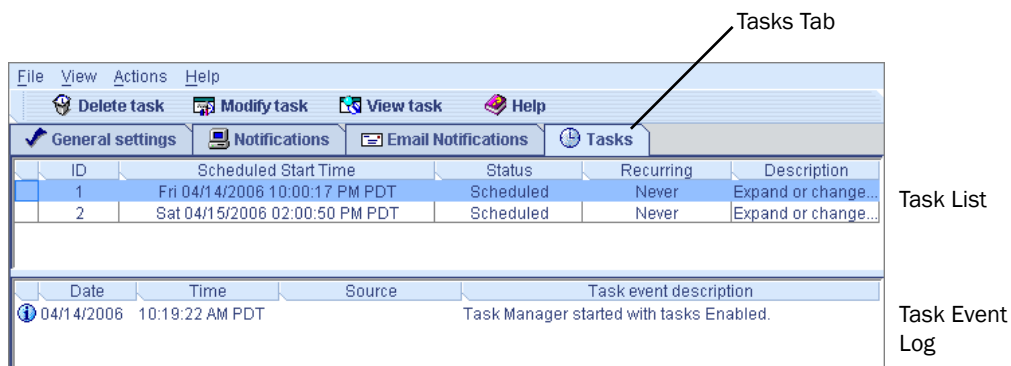 Tasks Tab
File View Actions Help
Delete task Modify task View task Help
General settings Notifications Email Notifications Tasks
ID Scheduled Start Time Status Recurring Description
1 Fri 04/14/2006 10:00:17 PM PDT Scheduled Never Expand or change...
2 Sat 04/15/2006 02:00:50 PM PDT Scheduled Never Expand or change...
Task List
Date Time Source Task event description
04/14/2006 10:19:22 AM PDT Task Manager started with tasks Enabled.
Task Event
Log